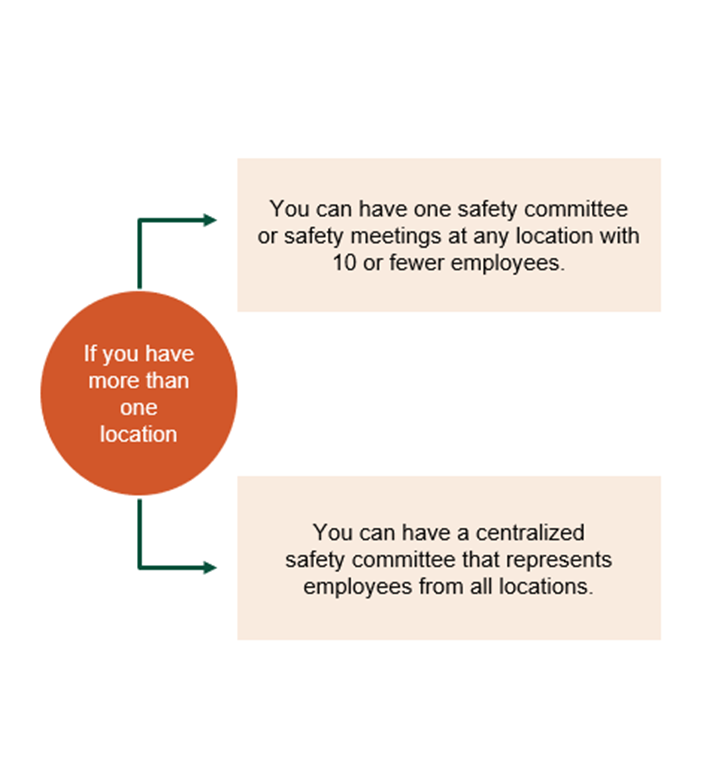 You can have one safety committee
or safety meetings at any location with
10 or fewer employees.
If you have
more than
one
location
You can have a centralized
safety committee that represents
employees from all locations.